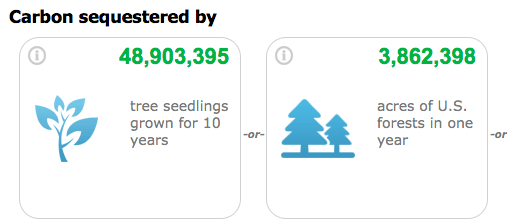 Carbon sequestered by
48,903,395
tree seedlings
grown for 10
years
-or-
3,862,398
acres of U.S.
forests in one
year
-or